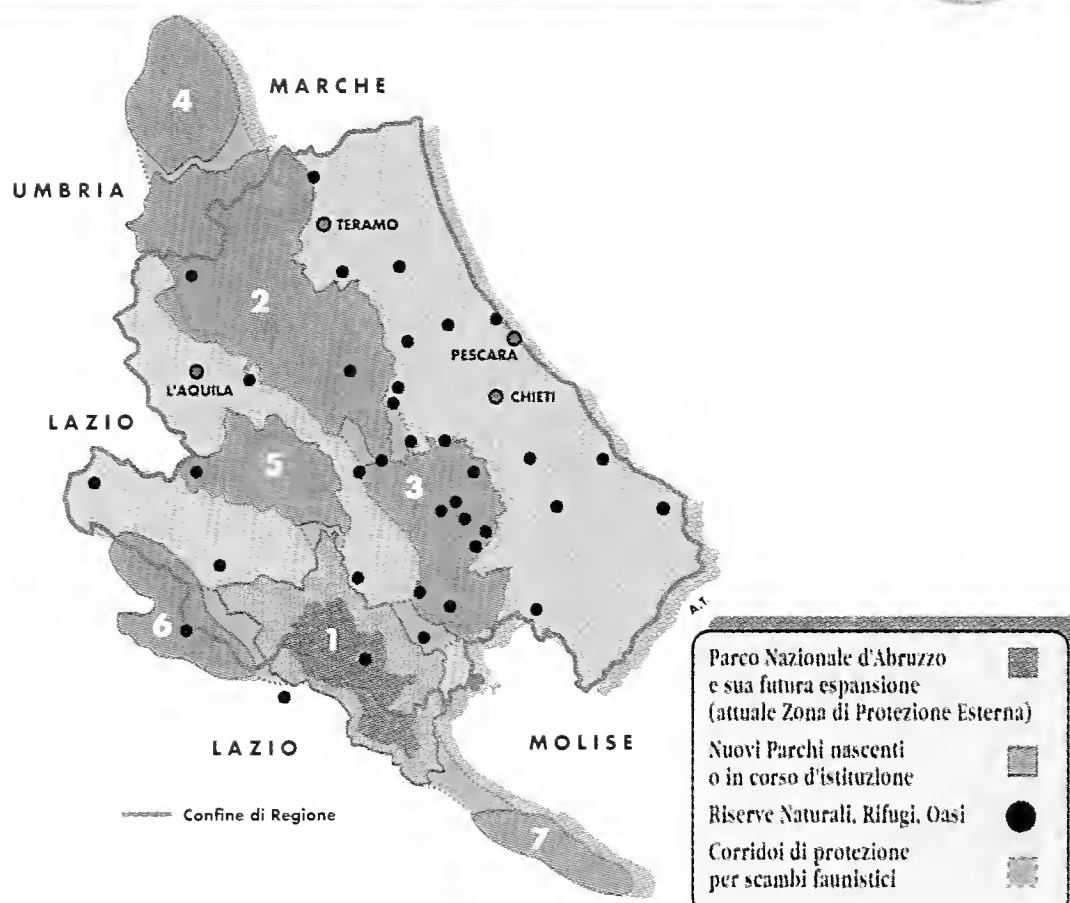 MARCHE
4
UMBRIA
TERAMO
2
PESCARA
L'AQUILA
CHIETI
LAZIO
5
3
6
1
A.T.
LAZIO
MOLISE
Confine di Regione
7
Parco Nazionale d'Abruzzo
e sua futura espansione
(attuale Zona di Protezione Esterna)
Nuovi Parchi nascenti
o in corso d'istituzione
Riserve Naturali, Rifugi, Oasi
Corridoi di protezione
per scambi faunistici